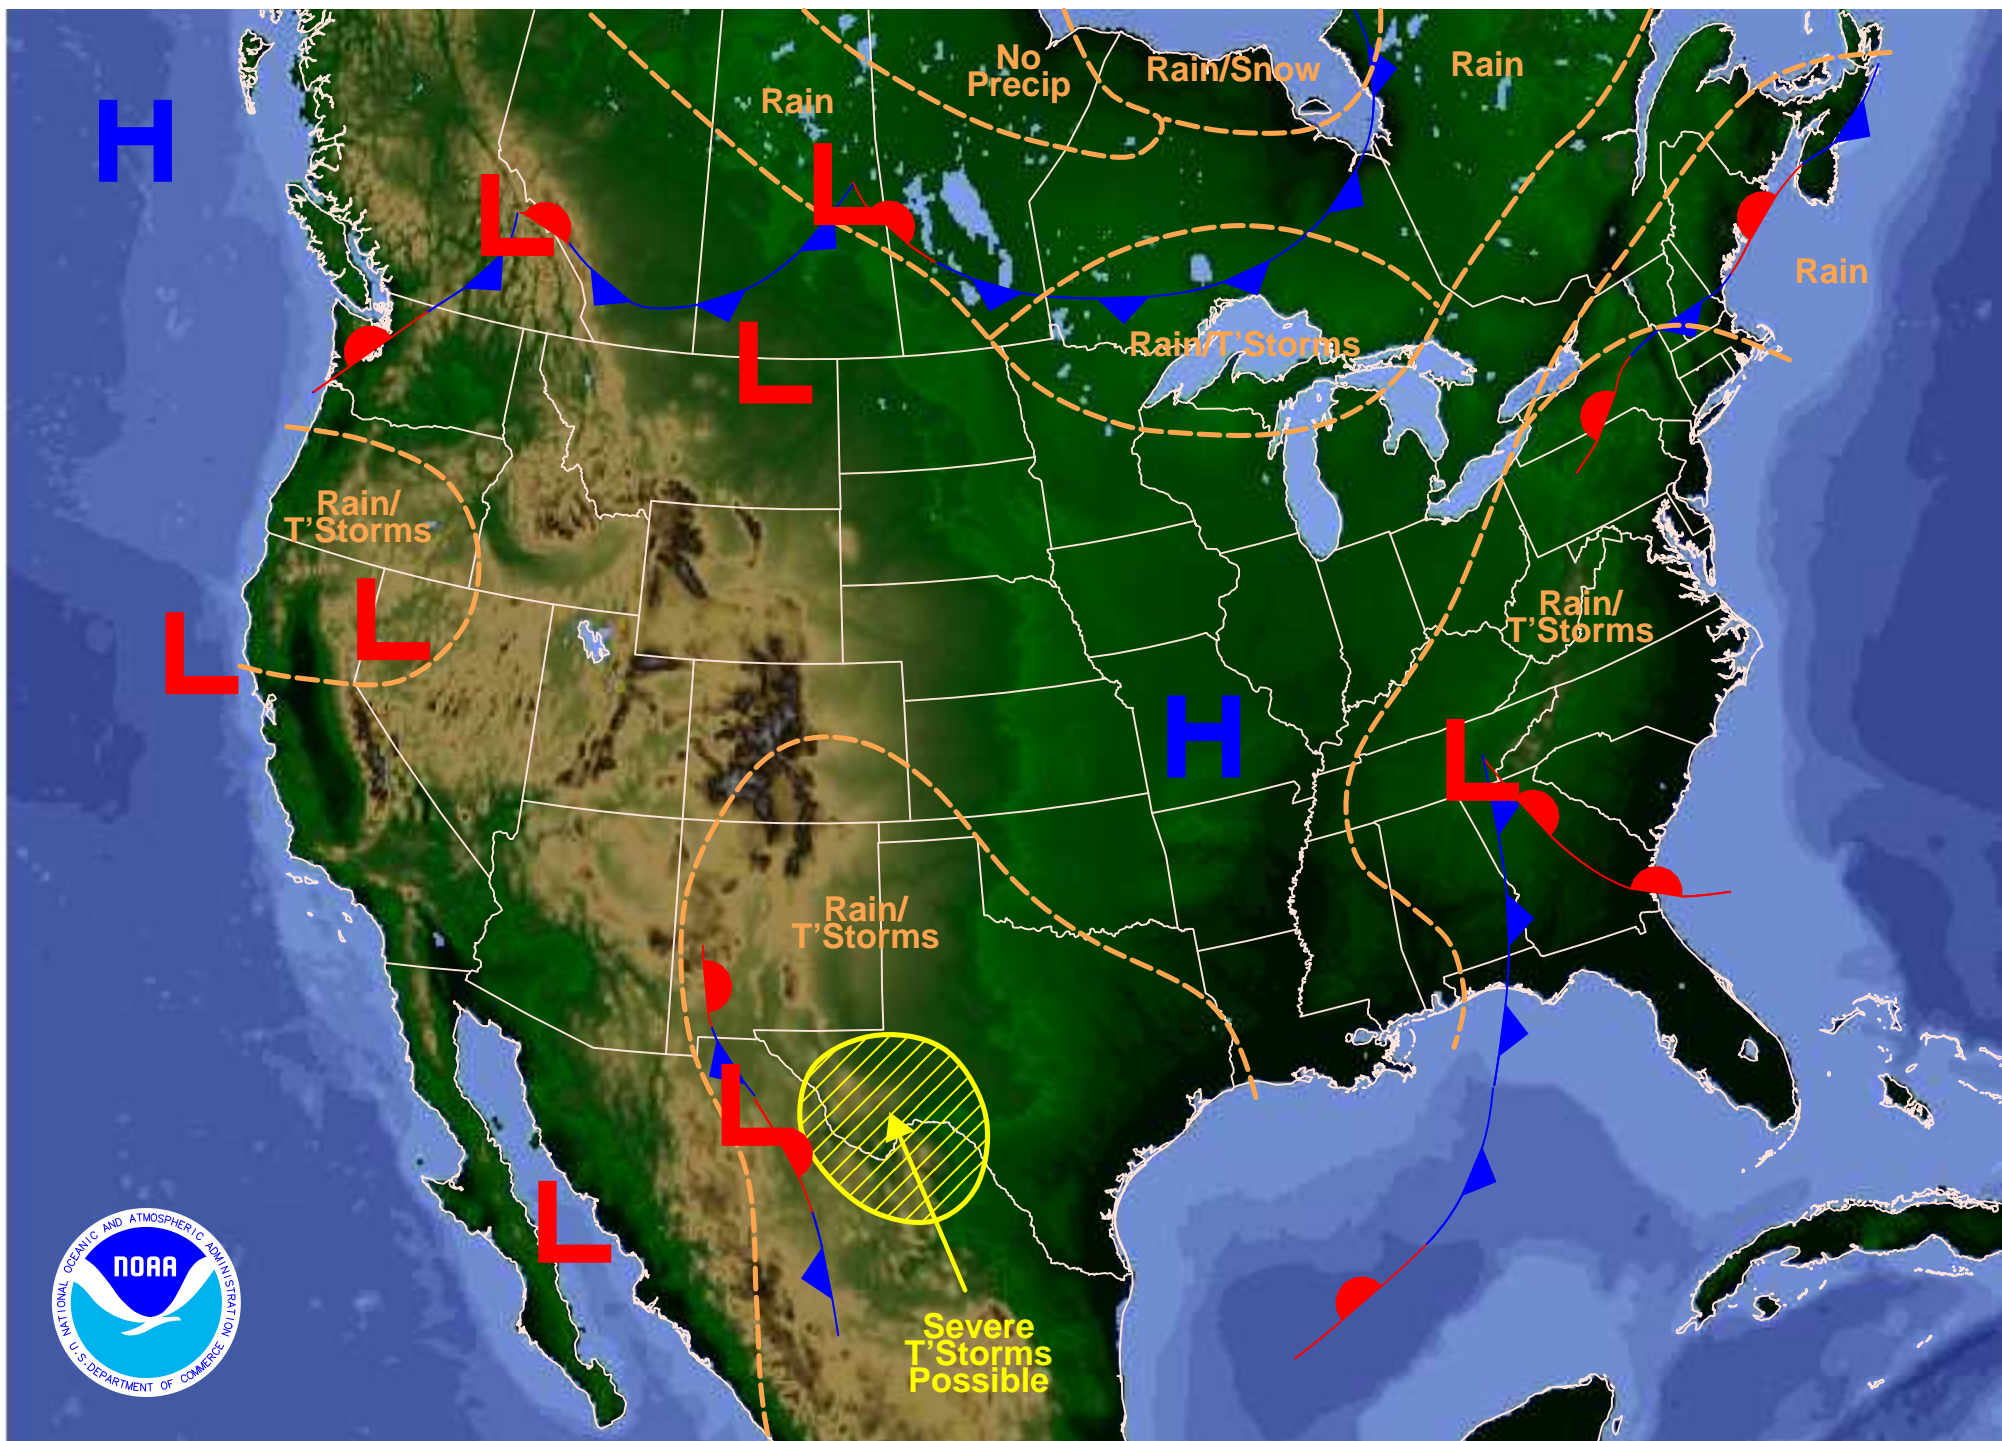 No
Precip
Rain/Snow
Rain
Rain
H
L
L
Rain
L
Rain/T'Storms
Rain/
T'Storms
L
L
Rain/
T'Storms
H
L
Rain/
T'Storms
L
L
Severe
T'Storms
Possible
NATIONAL OCEANIC AND ATMOSPHERIC ADMINISTRATION
NOAA
U.S. DEPARTMENT OF COMMERCE